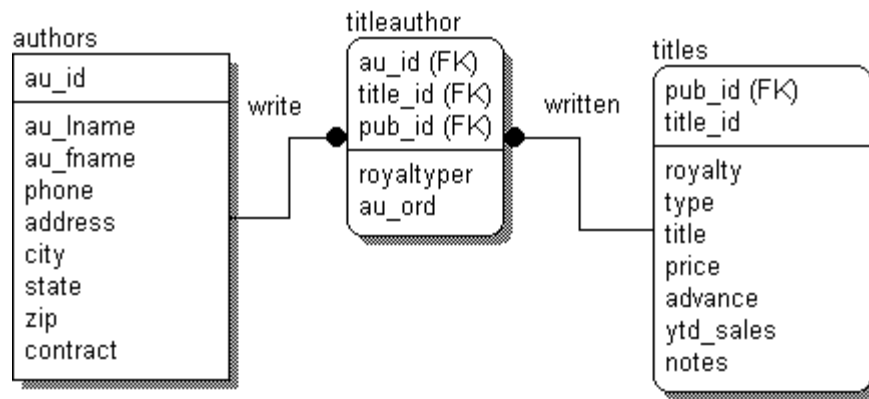 authors
au_id
au_lname
au_fname
phone
address
city
state
zip
contract
write
titleauthor
au_id (FK)
title_id (FK)
pub_id (FK)
royaltyper
au_ord
written
titles
pub_id (FK)
title_id
royalty
type
title
price
advance
ytd_sales
notes